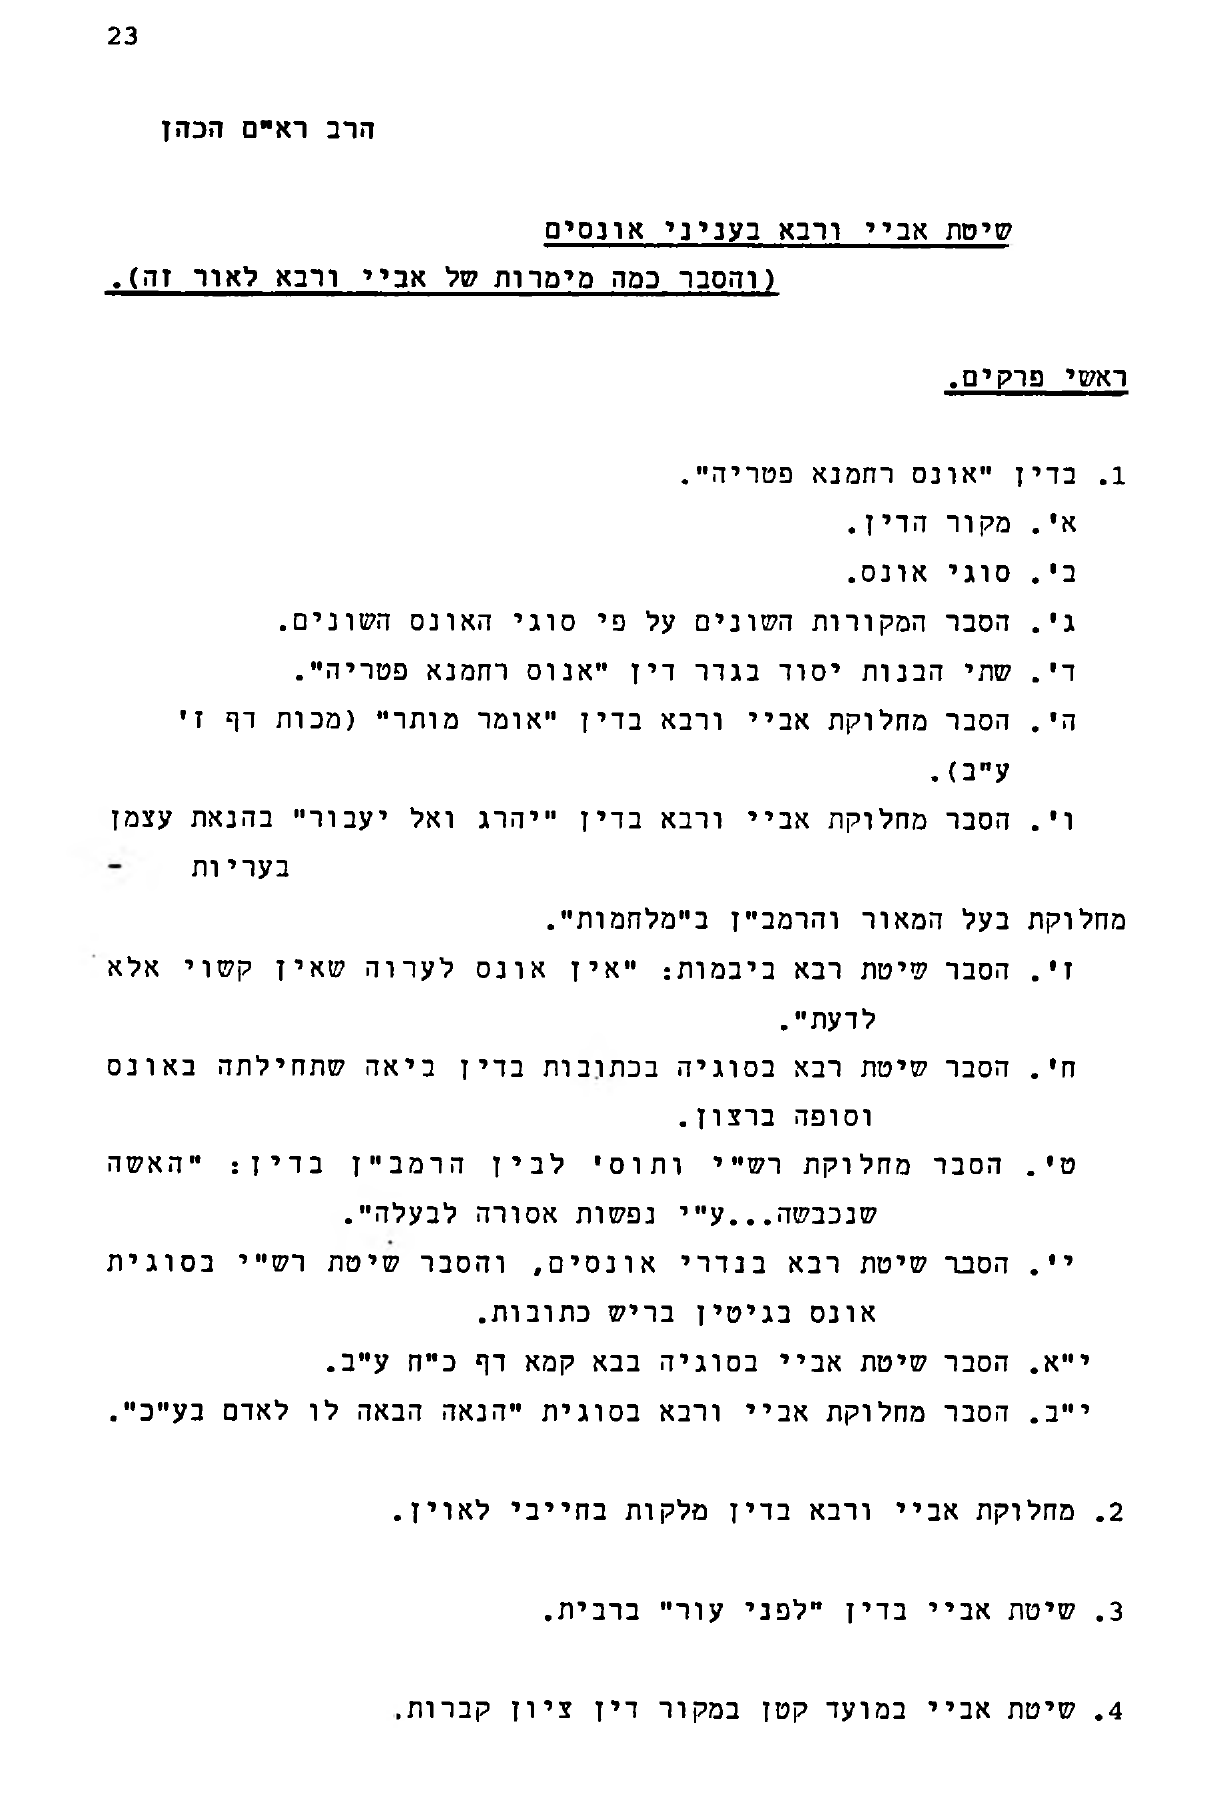 23
הרב רא"ם הכהן
שיטת אביי ורבא בעניני אונסים
(והסבר כמה מימרות של אביי ורבא לאור זה).
ראשי פרקים.
1. בדין "אונס רחמנא פטריה".
א'. מקור הדין.
ב'. סוגי אונס.
ג'. הסבר המקורות השונים על פי סוגי האונס השונים.
ד'. שתי הבנות יסוד בגדר דין "אנוס רחמנא פטריה".
ה'. הסבר מחלוקת אביי ורבא בדין "אומר מותר" (מכות דף ז'
ע"ב).
ו'. הסבר מחלוקת אביי ורבא בדין "יהרג ואל יעבור" בהנאת עצמן
בעריות -
מחלוקת בעל המאור והרמב"ן ב"מלחמות".
ז'. הסבר שיטת רבא ביבמות: "אין אונס לערוה שאין קשוי אלא
לדעת".
ח'. הסבר שיטת רבא בסוגיה בכתובות בדין ביאה שתחילתה באונס
וסופה ברצון.
ט'. הסבר מחלוקת רש"י ותוס' לבין הרמב"ן בדין: "האשה
שנכבשה...ע"י נפשות אסורה לבעלה".
י'. הסבר שיטת רבא בנדרי אונסים, והסבר שיטת רש"י בסוגית
אונס בגיטין בריש כתובות.
י"א. הסבר שיטת אביי בסוגיה בבא קמא דף כ"ח ע"ב.
י"ב. הסבר מחלוקת אביי ורבא בסוגית "הנאה הבאה לו לאדם בע"כ".
2. מחלוקת אביי ורבא בדין מלקות בחייבי לאוין.
3. שיטת אביי בדין "לפני עור" ברבית.
4. שיטת אביי במועד קטן במקור דין ציון קברות.